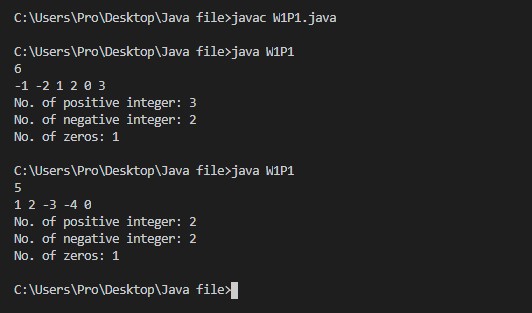 C:\Users\Pro\Desktop\Java file>javac W1P1.java
C:\Users\Pro\Desktop\Java file>java W1P1
6
-1 -2 1 2 0 3
No. of positive integer: 3
No. of negative integer: 2
No. of zeros: 1
C:\Users\Pro\Desktop\Java file>java W1P1
5
1 2 -3 -4 0
No. of positive integer: 2
No. of negative integer: 2
No. of zeros: 1
C:\Users\Pro\Desktop\Java file>